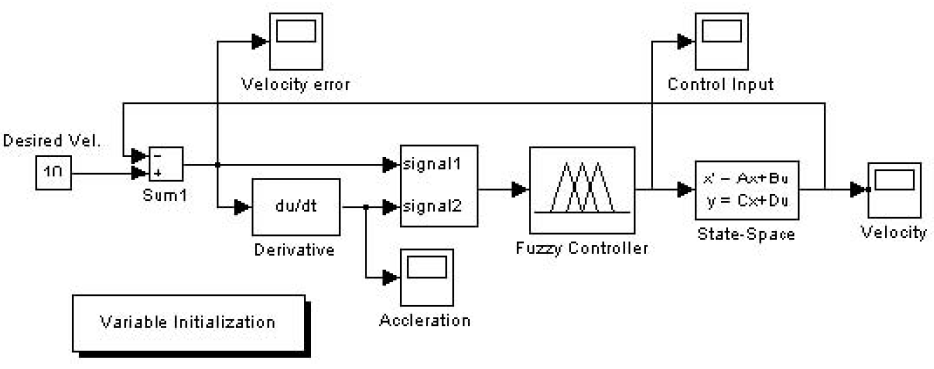 Velocity error
Control Input
Desired Vel.
10
−
+
Sum1
du/dt
Derivative
signal1
signal2
Fuzzy Controller
x' = Ax+Bu
y = Cx+Du
State-Space
Velocity
Accleration
Variable Initialization